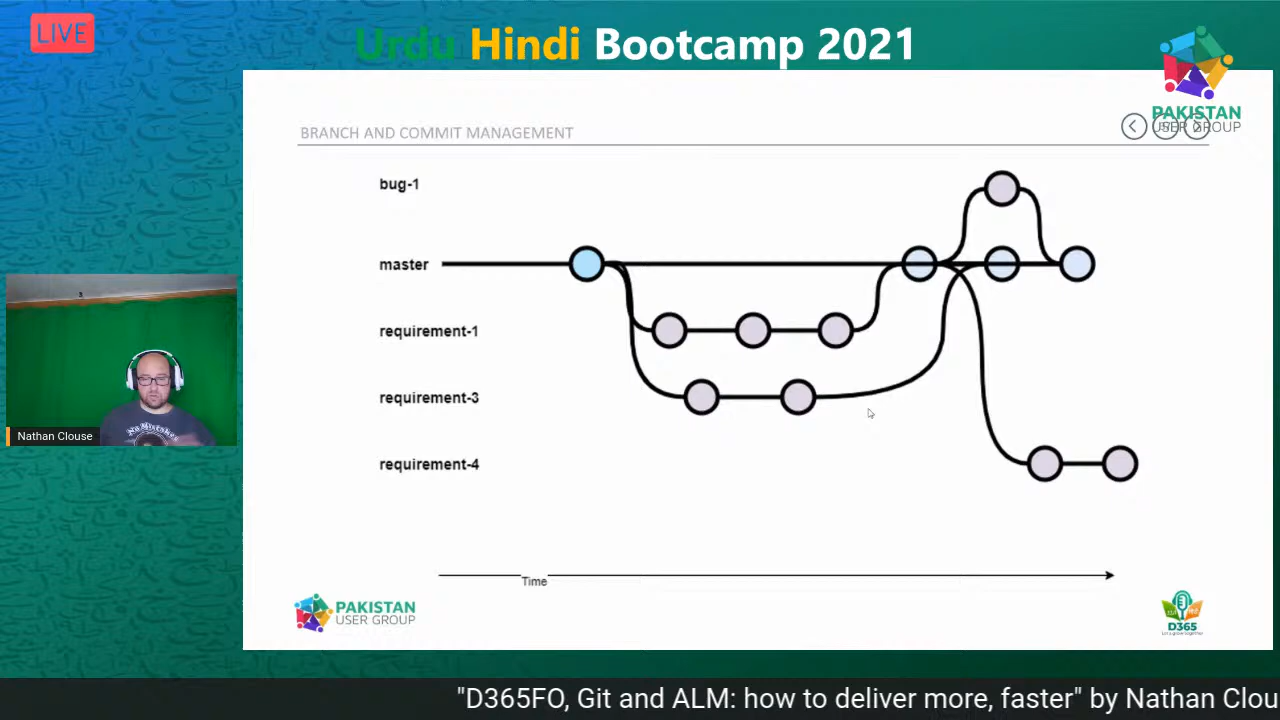 LIVE
Urdu Hindi Bootcamp 2021
PAKISTAN
USER GROUP
BRANCH AND COMMIT MANAGEMENT
bug-1
master
requirement-1
requirement-3
requirement-4
Nathan Clouse
Time
PAKISTAN
USER GROUP
D365
"D365FO, Git and ALM: how to deliver more, faster" by Nathan Clou